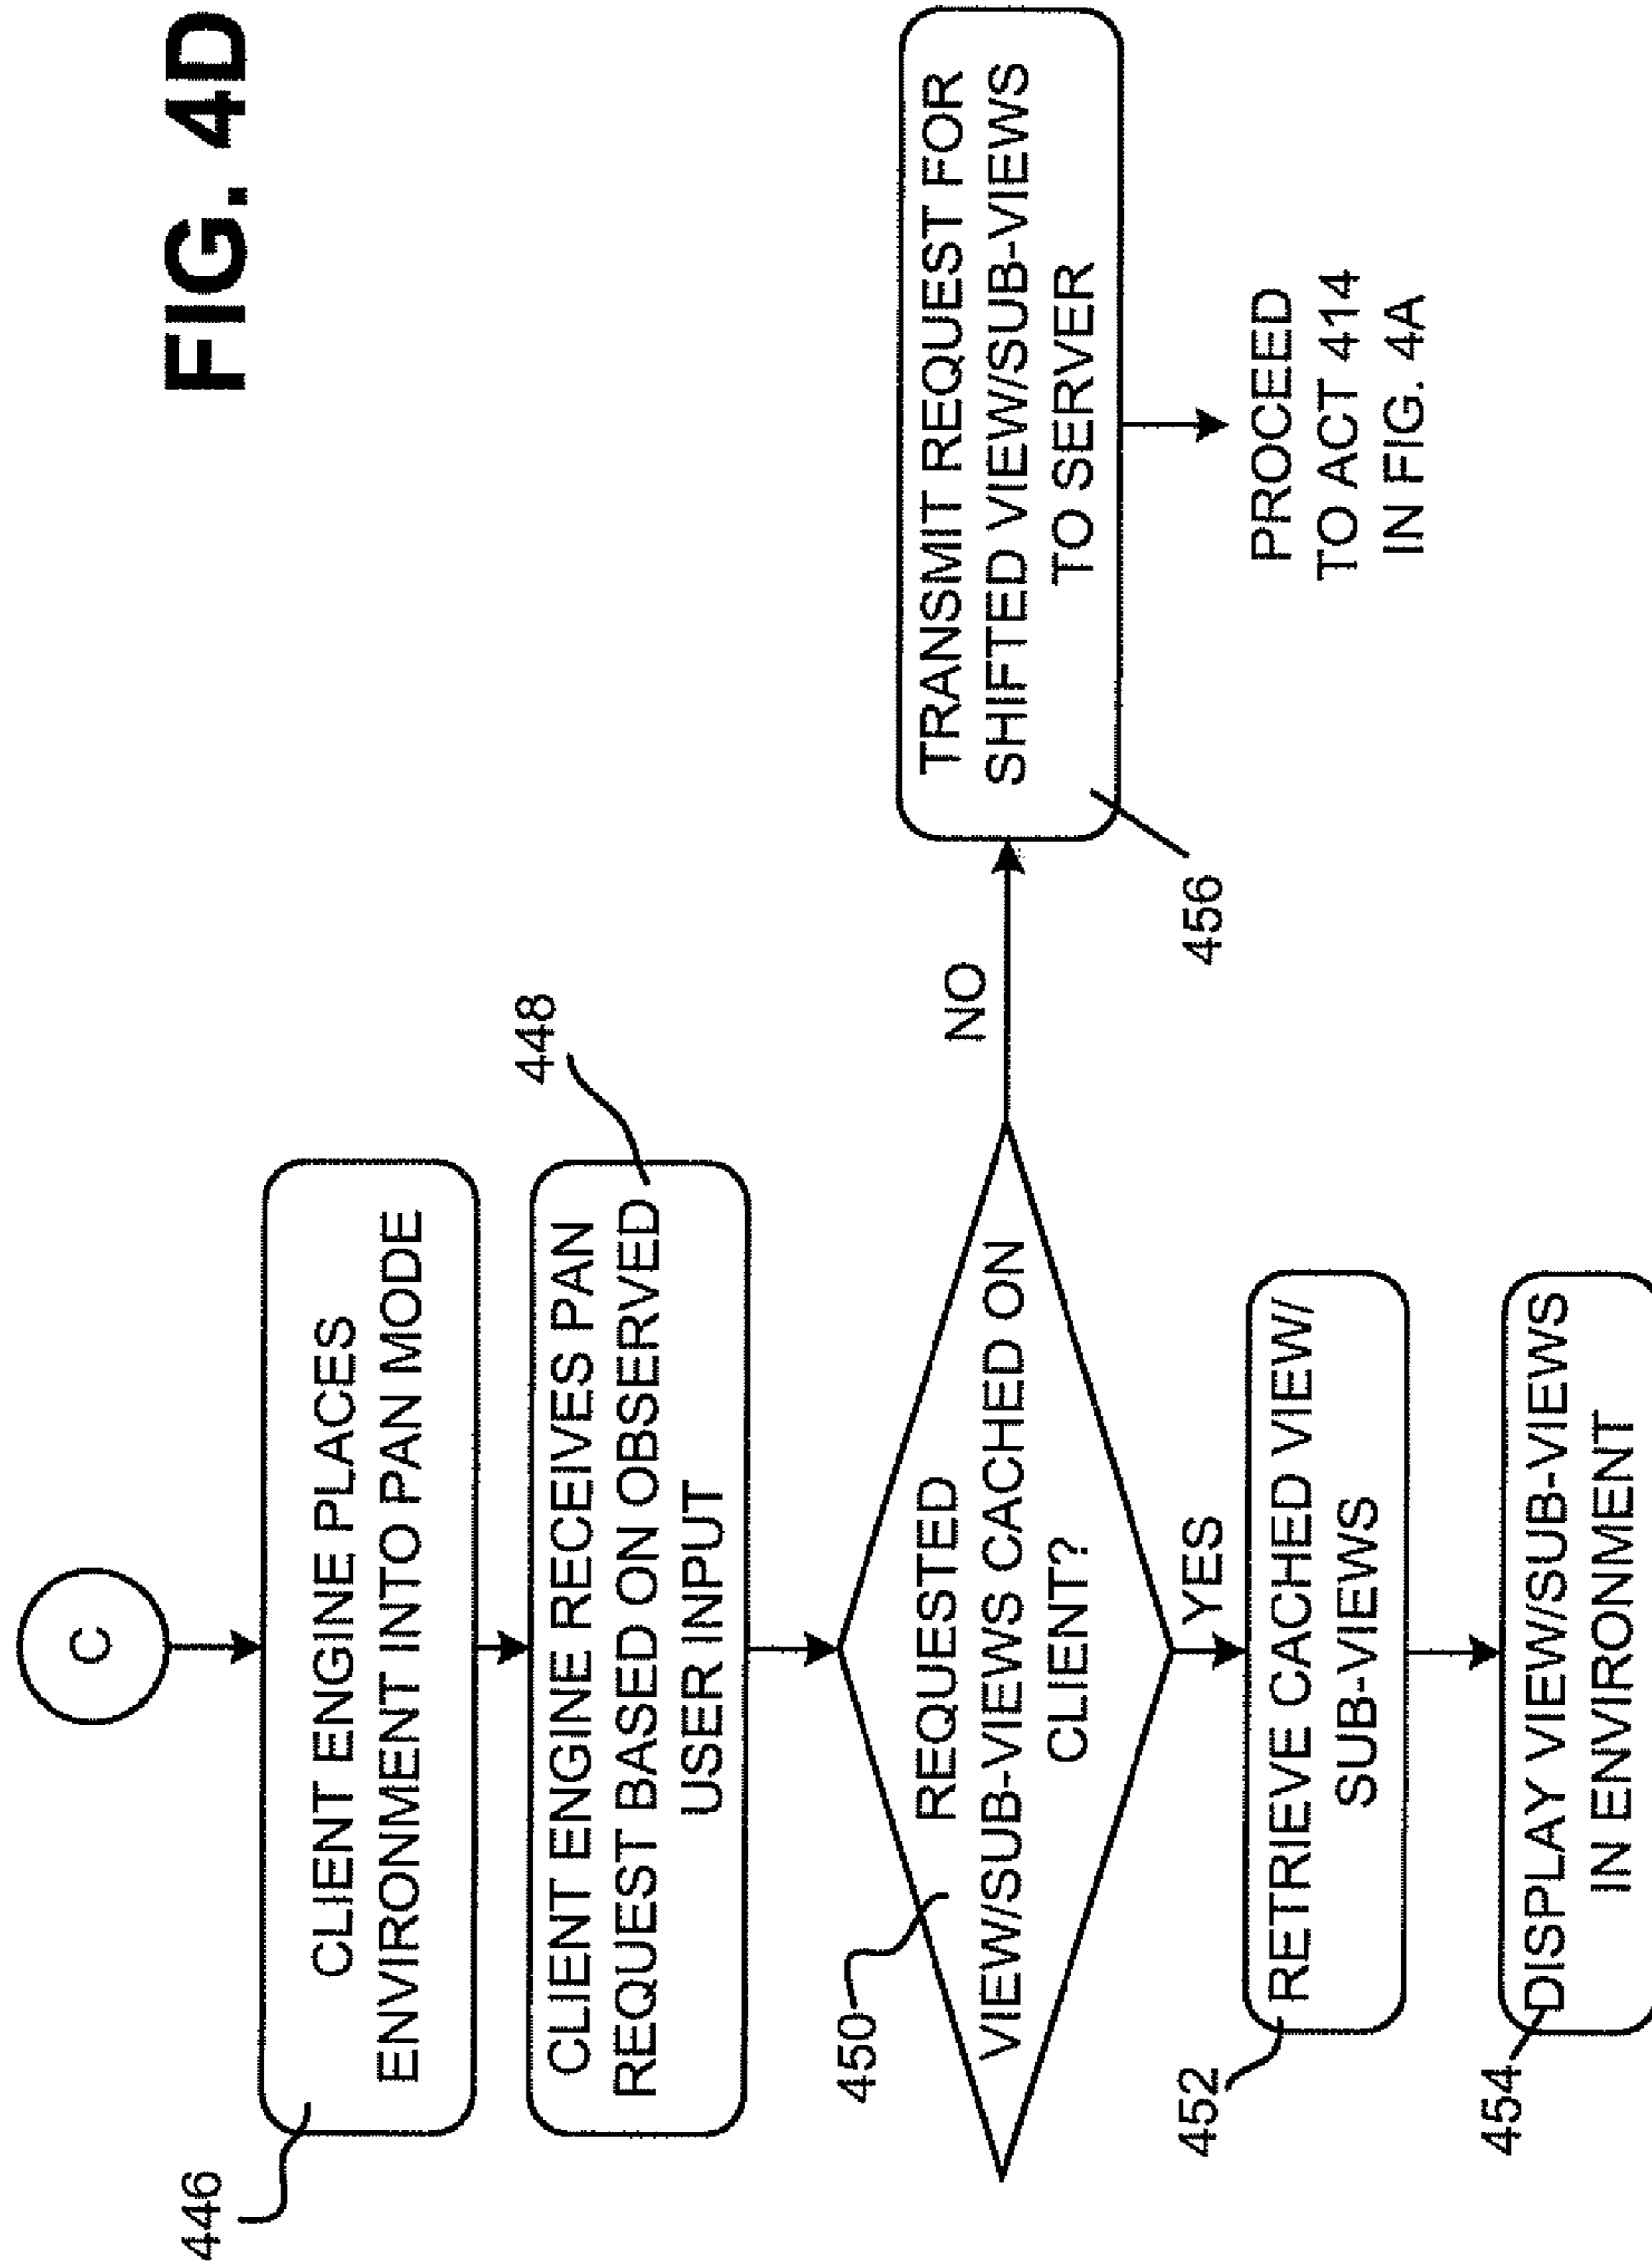 FIG. 4D
C
446
CLIENT ENGINE PLACES
ENVIRONMENT INTO PAN MODE
448
CLIENT ENGINE RECEIVES PAN
REQUEST BASED ON OBSERVED
USER INPUT
450
REQUESTED
VIEW/SUB-VIEWS CACHED ON
CLIENT?
NO
TRANSMIT REQUEST FOR
SHIFTED VIEW/SUB-VIEWS
TO SERVER
456
PROCEED
TO ACT 414
IN FIG. 4A
YES
452
RETRIEVE CACHED VIEW/
SUB-VIEWS
454
DISPLAY VIEW/SUB-VIEWS
IN ENVIRONMENT